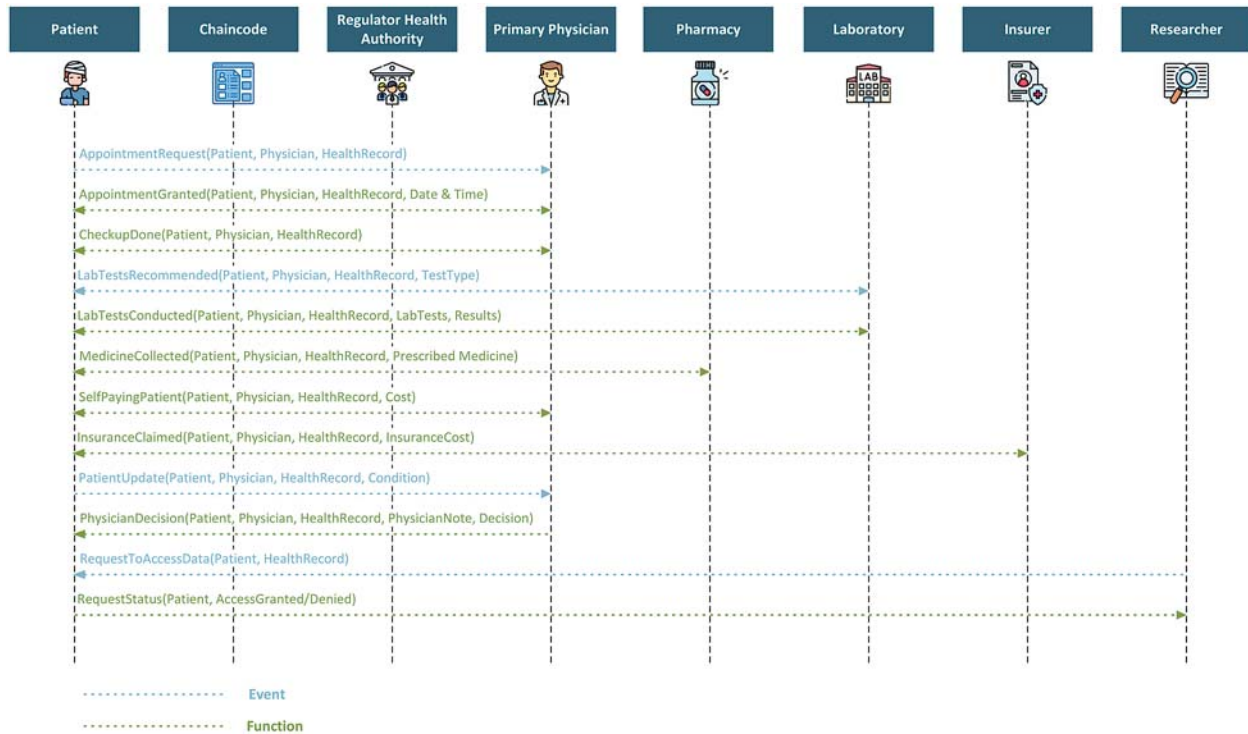 Patient
Chaincode
Regulator Health
Authority
Primary Physician
Pharmacy
Laboratory
Insurer
Researcher
LAB
AppointmentRequest(Patient, Physician, HealthRecord)
AppointmentGranted(Patient, Physician, HealthRecord, Date & Time)
CheckupDone(Patient, Physician, HealthRecord)
LabTestsRecommended(Patient, Physician, HealthRecord, TestType)
LabTestsConducted(Patient, Physician, HealthRecord, LabTests, Results)
MedicineCollected(Patient, Physician, HealthRecord, Prescribed Medicine)
SelfPayingPatient(Patient, Physician, HealthRecord, Cost)
InsuranceClaimed(Patient, Physician, HealthRecord, InsuranceCost)
PatientUpdate(Patient, Physician, HealthRecord, Condition)
PhysicianDecision(Patient, Physician, HealthRecord, PhysicianNote, Decision)
RequestToAccessData(Patient, HealthRecord)
RequestStatus(Patient, AccessGranted/Denied)
Event
Function